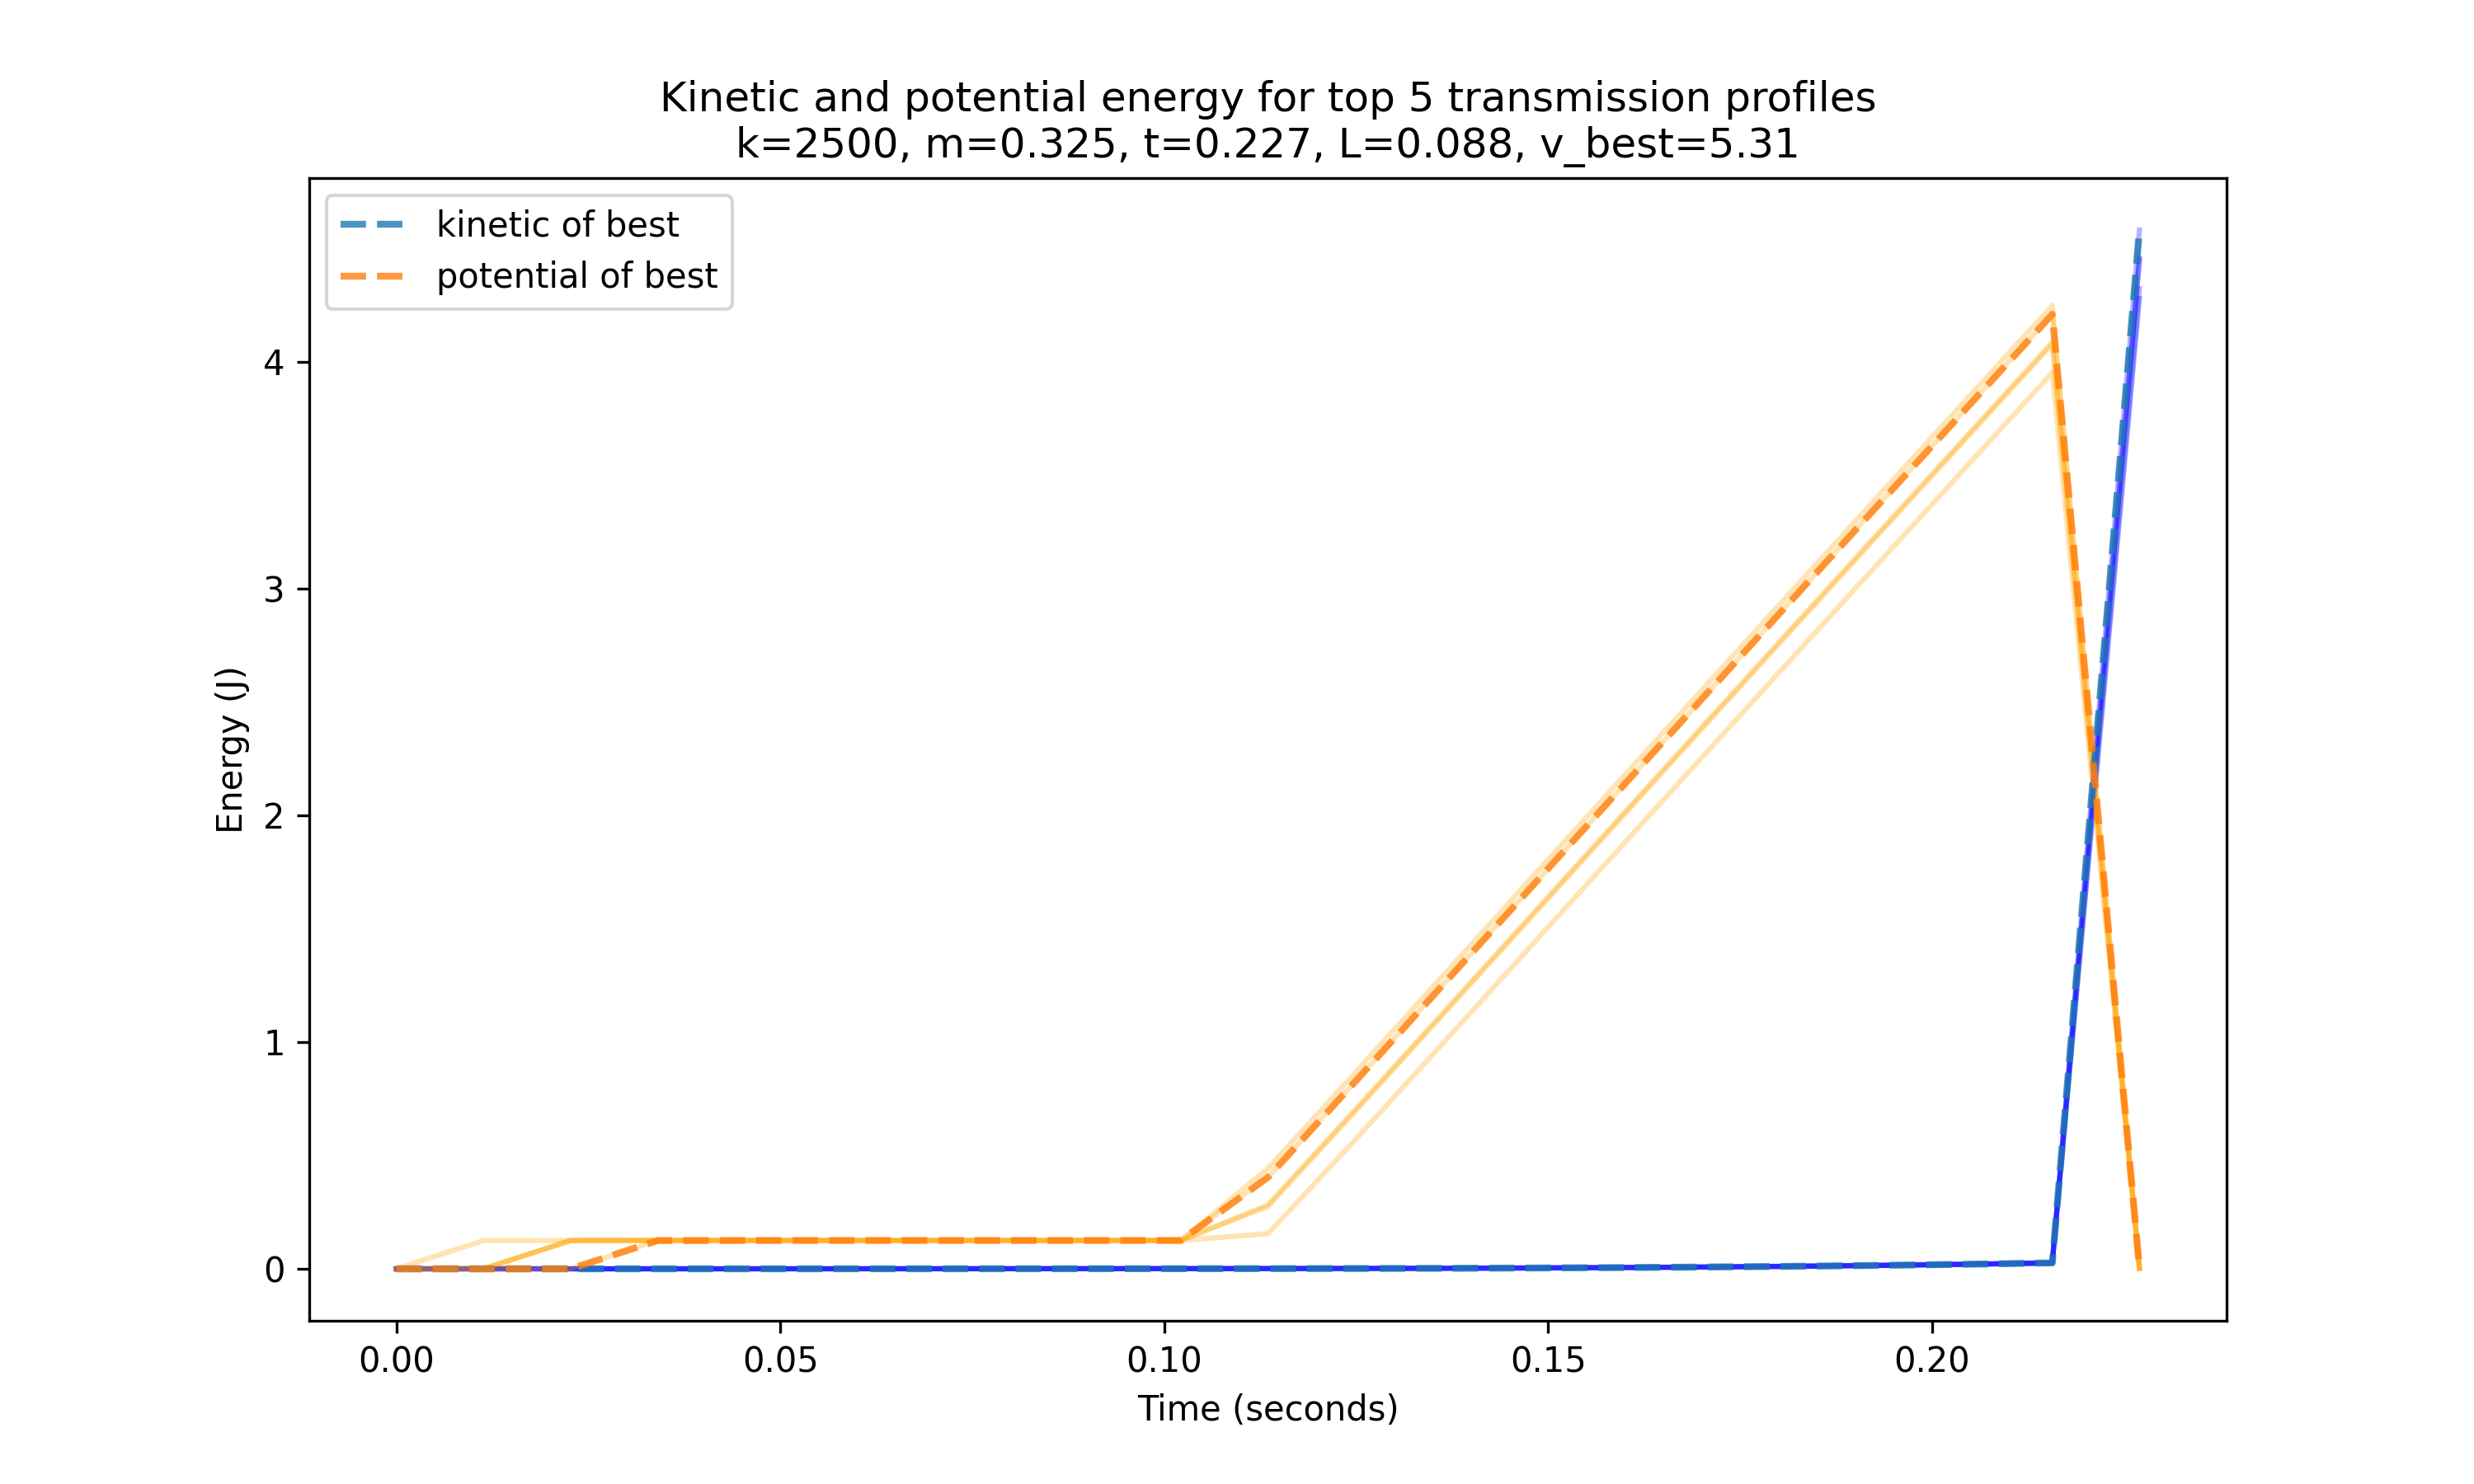 Kinetic and potential energy for top 5 transmission profiles
k=2500, m=0.325, t=0.227, L=0.088, v_best=5.31
kinetic of best
potential of best
4
3
2
1
0
Energy (J)
0.00 0.05 0.10 0.15 0.20
Time (seconds)